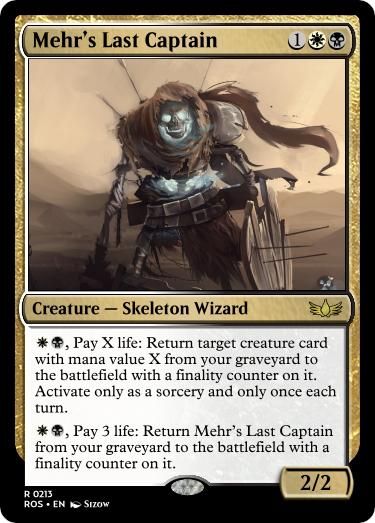 Mehr's Last Captain 1
Creature — Skeleton Wizard
, Pay X life: Return target creature card
with mana value X from your graveyard to
the battlefield with a finality counter on it.
Activate only as a sorcery and only once each
turn.
, Pay 3 life: Return Mehr's Last Captain
from your graveyard to the battlefield with a
finality counter on it.
2/2
R 0213
ROS • EN Sizow